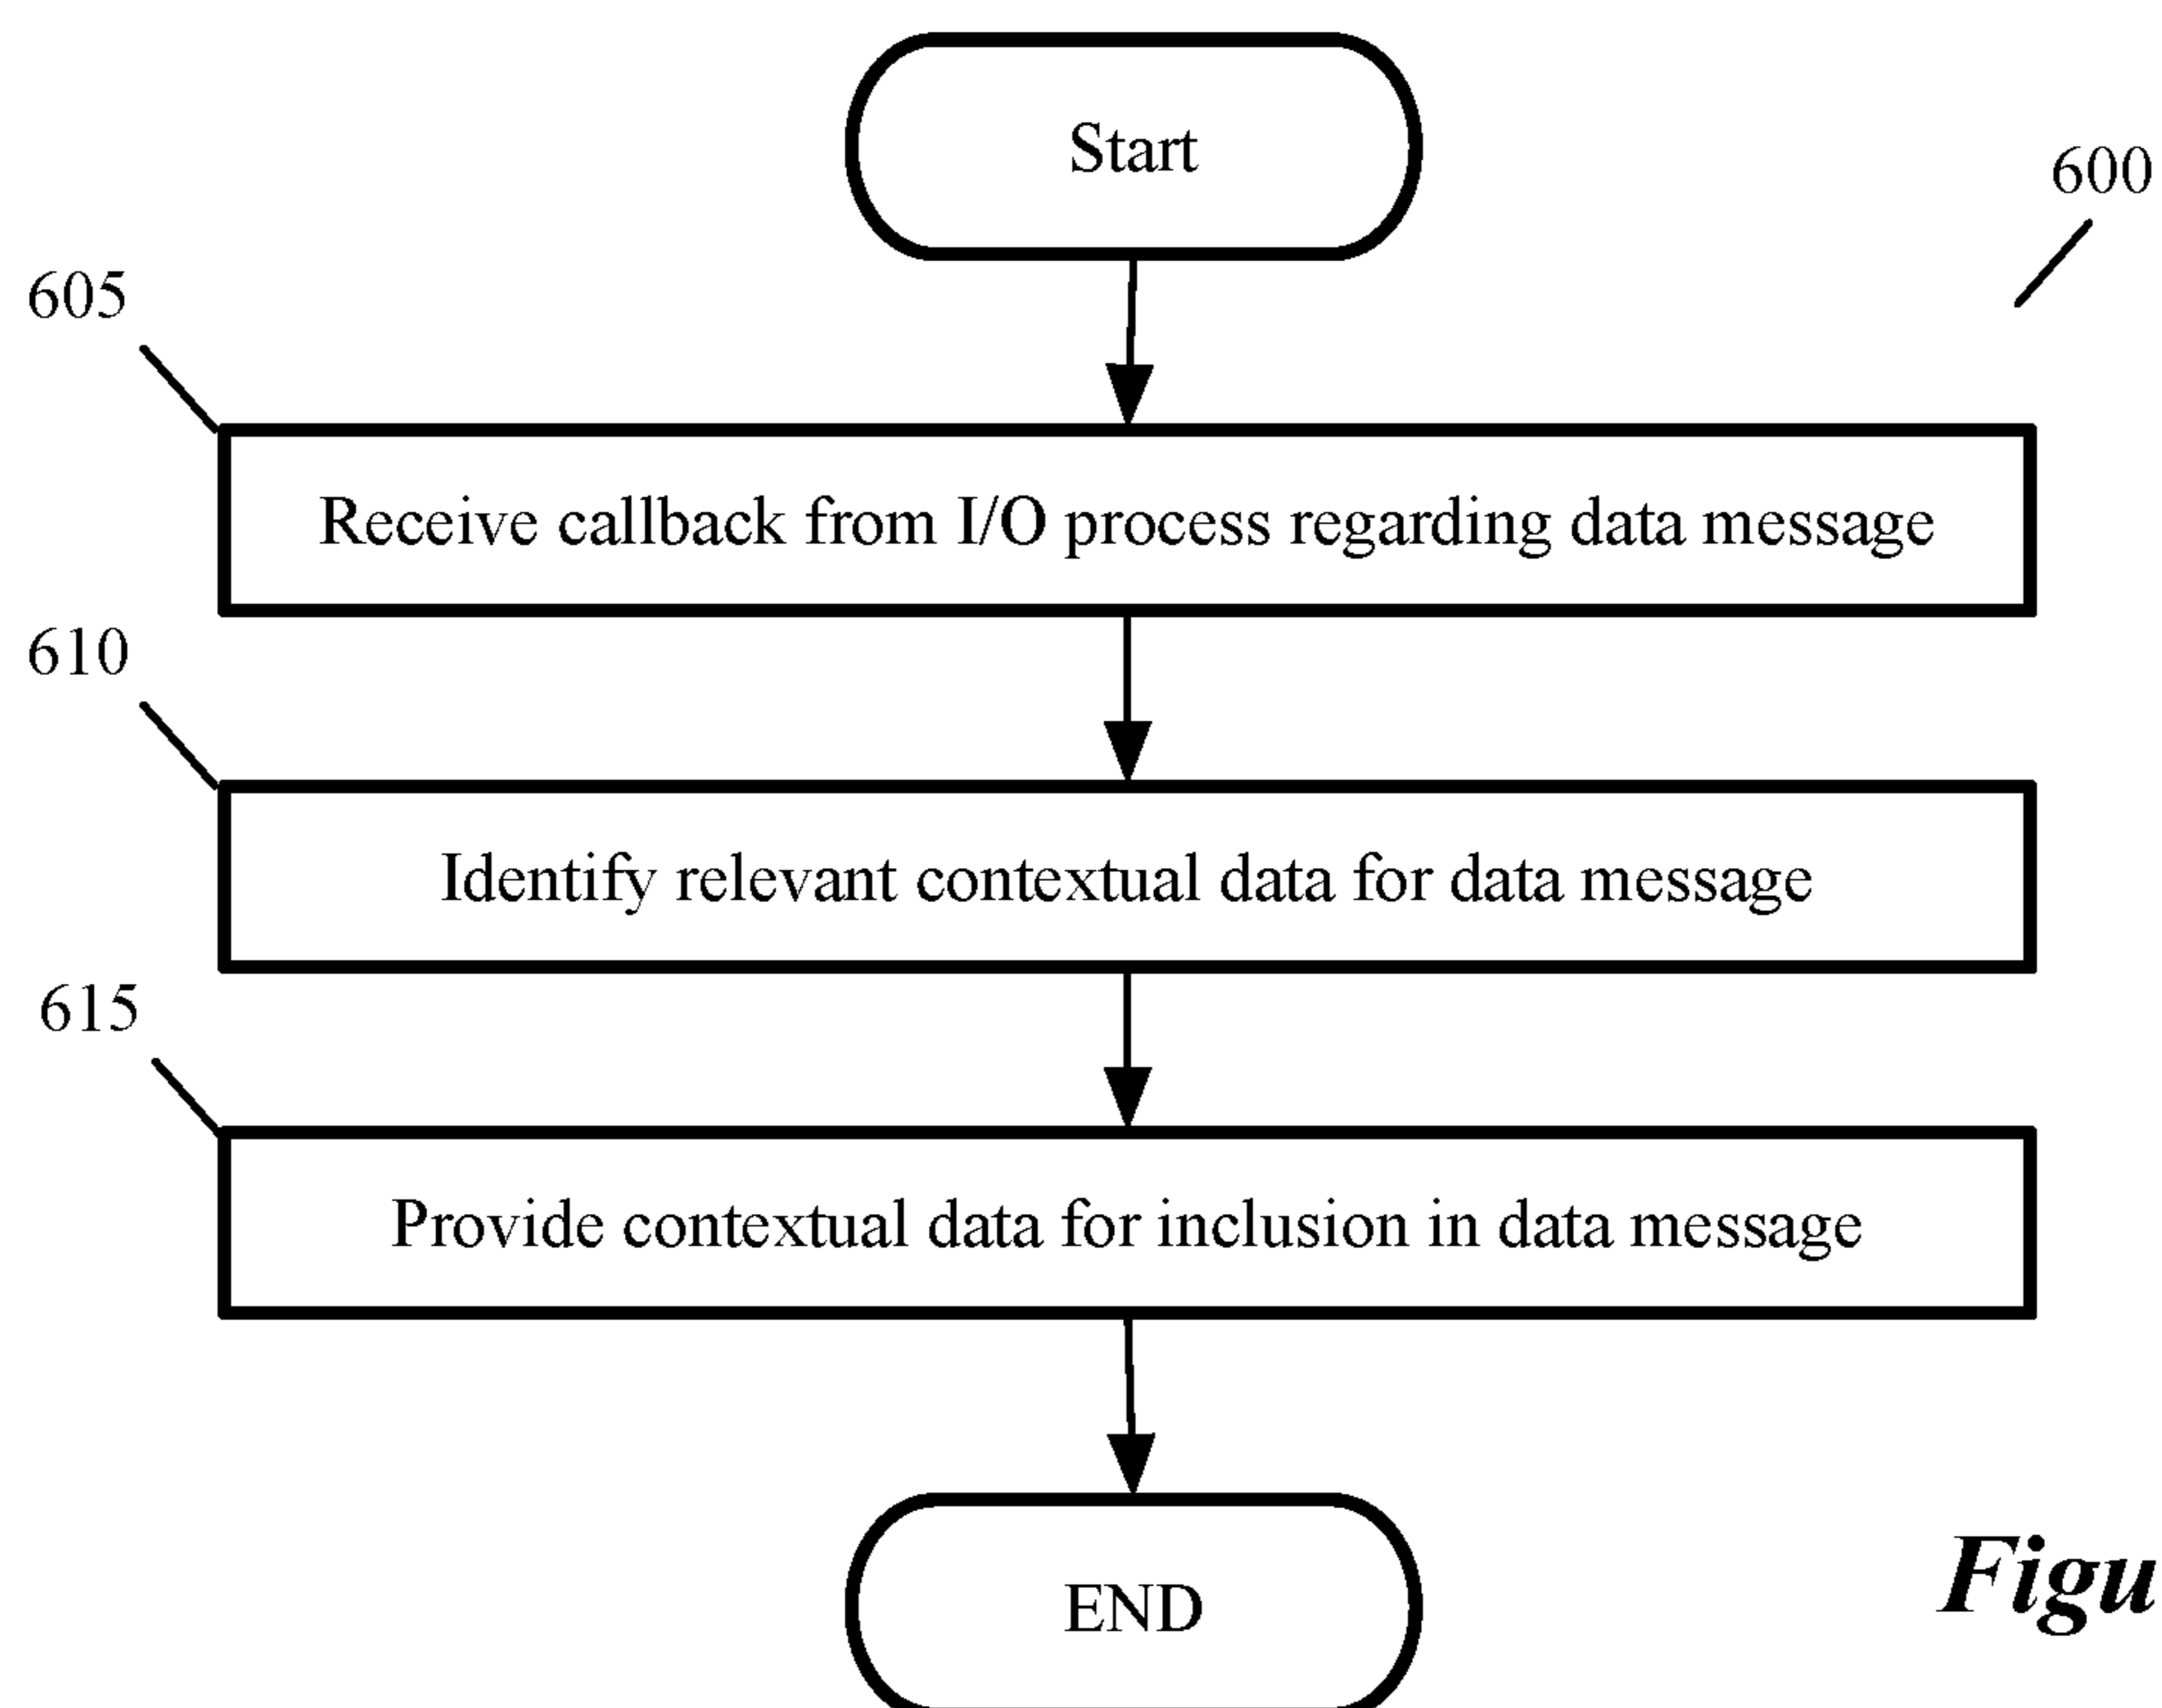 Start
600
605
Receive callback from I/O process regarding data message
610
Identify relevant contextual data for data message
615
Provide contextual data for inclusion in data message
END
Figu